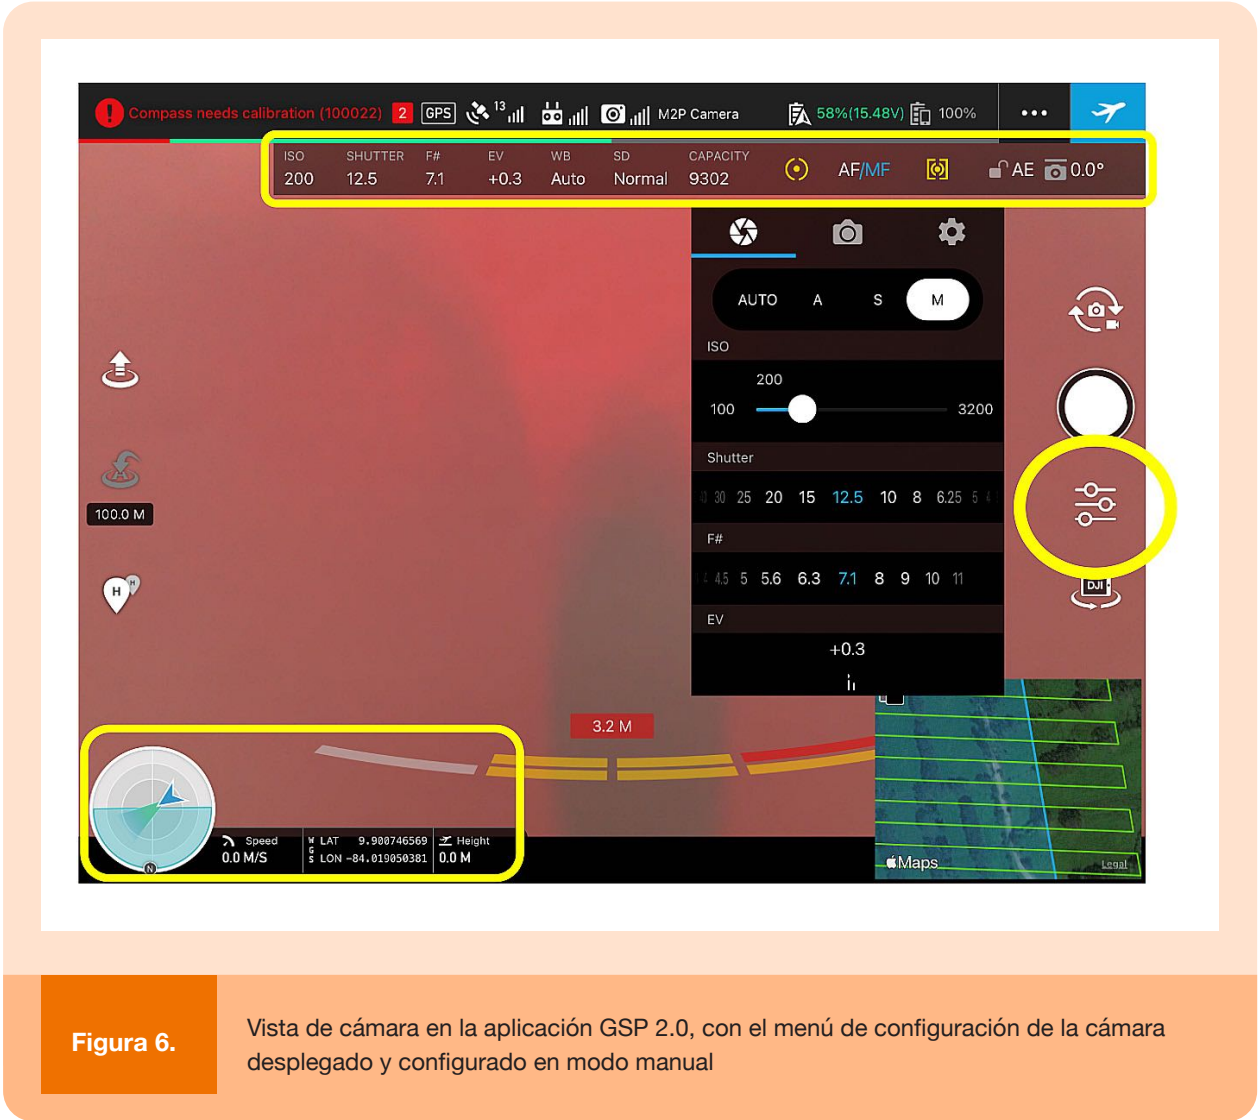 Compass needs calibration (100022) 2 GPS 13 M2P Camera 58%(15.48V) 100%
ISO SHUTTER F# EV WB SD CAPACITY
200 12.5 7.1 +0.3 Auto Normal 9302 AF/MF AE 0.0°
AUTO A S M
ISO
200
100 3200
Shutter
30 25 20 15 12.5 10 8 6.25 5
F#
4.5 5 5.6 6.3 7.1 8 9 10 11
EV
+0.3
100.0 M
H H
DJI
3.2 M
Speed
0.0 M/S
WGS
LAT 9.900746569
LON -84.019050381
Height
0.0 M
N
Maps
Legal
Figura 6.
Vista de cámara en la aplicación GSP 2.0, con el menú de configuración de la cámara
desplegado y configurado en modo manual